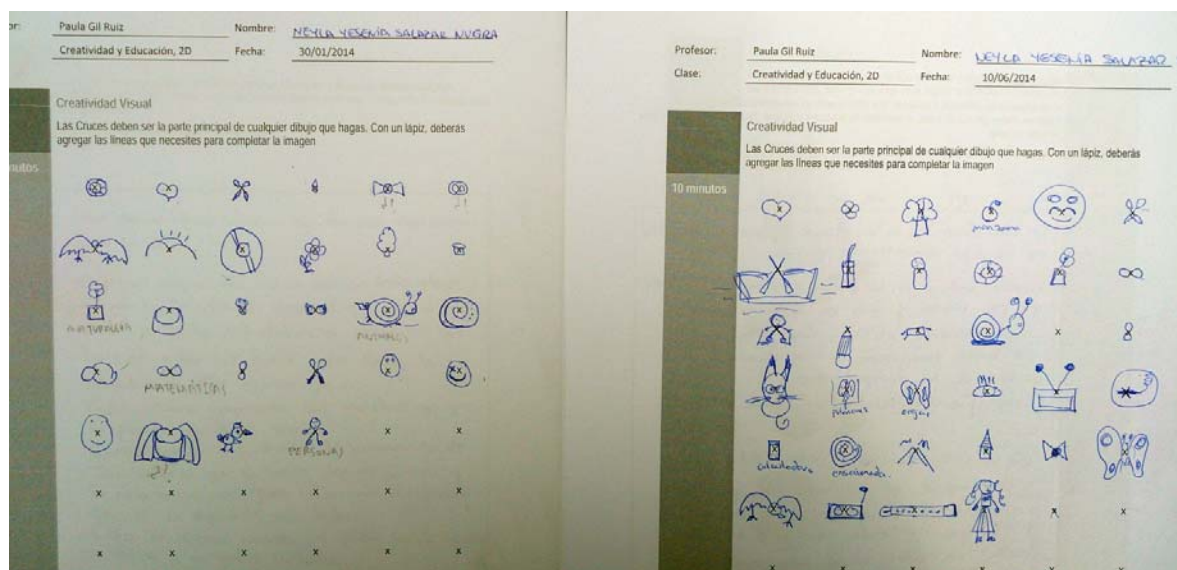 Paula Gil Ruiz Nombre: NEYLA YESENIA SALAZAR NUGRA
Creatividad y Educación, 2D Fecha: 30/01/2014
Creatividad Visual
Las Cruces deben ser la parte principal de cualquier dibujo que hagas. Con un lápiz, deberás
agregar las líneas que necesites para completar la imagen
MATEMÁTICAS
PERSONAS
Profesor: Paula Gil Ruiz Nombre: NEYLA YESENIA SALAZAR
Clase: Creatividad y Educación, 2D Fecha: 10/06/2014
Creatividad Visual
Las Cruces deben ser la parte principal de cualquier dibujo que hagas. Con un lápiz, deberás
agregar las líneas que necesites para completar la imagen
10 minutos
manzana
pulmones
calculadora